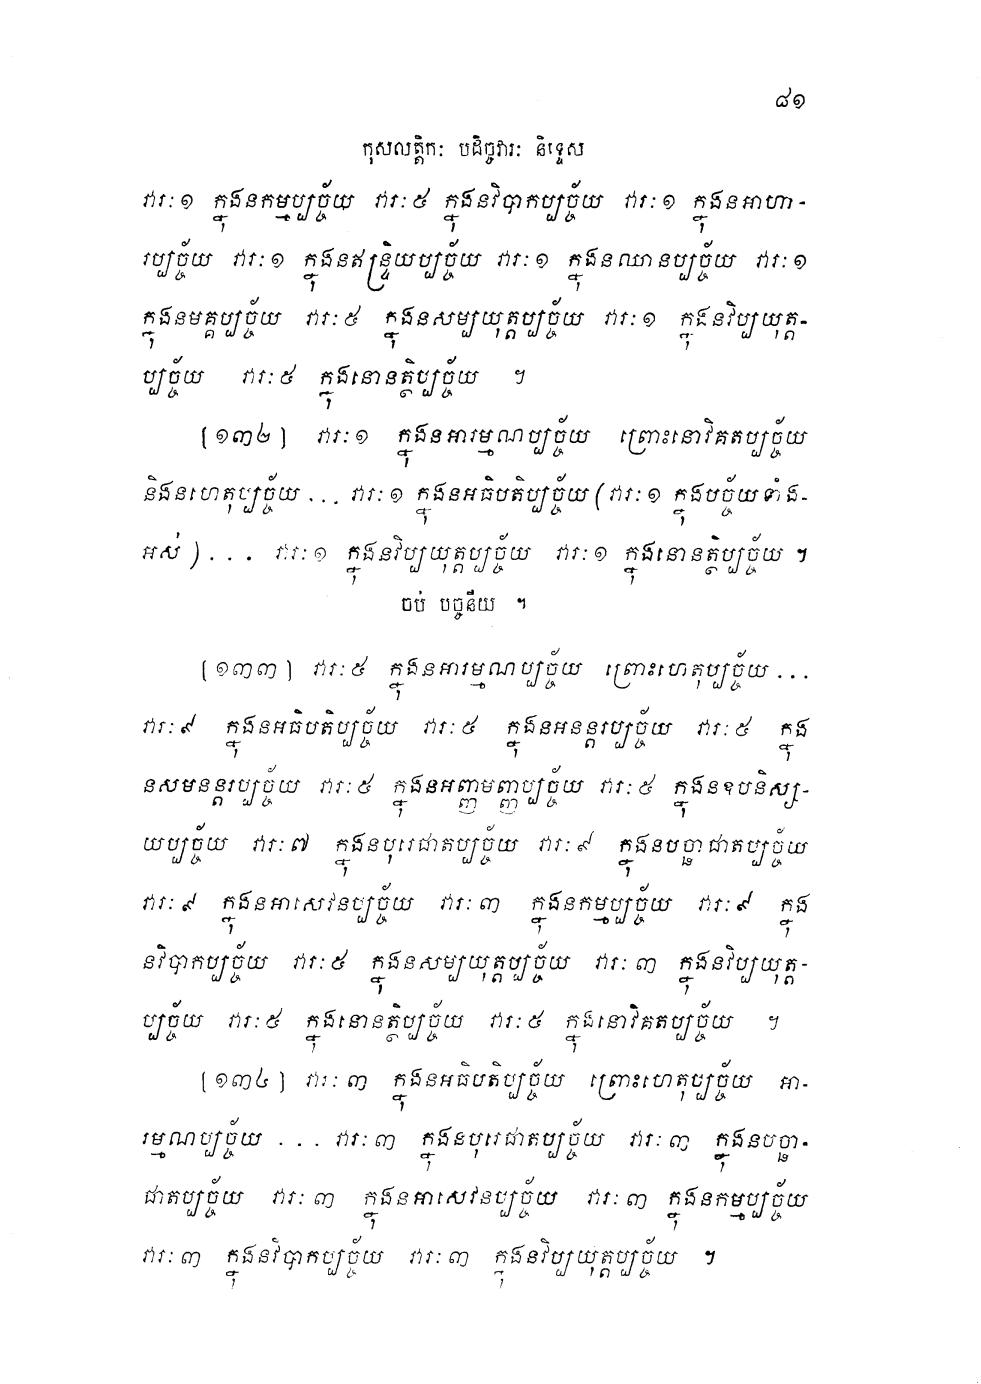 ៨១
កុសលត្តិក: បដិច្ចវារ: និទ្ទេស
វារ:១ ក្នុងនកម្មប្បច្ច័យ វារ:៥ ក្នុងនវិបាកប្បច្ច័យ វារ:១ ក្នុងនអាហា-
រប្បច្ច័យ វារ:១ ក្នុងនឥន្ទ្រិយប្បច្ច័យ វារ:១ ក្នុងនឈានប្បច្ច័យ វារ:១
ក្នុងនមគ្គប្បច្ច័យ វារ:៥ ក្នុងនសម្បយុត្តប្បច្ច័យ វារ:១ ក្នុងនវិប្បយុត្ត-
ប្បច្ច័យ វារ:៥ ក្នុងនោនត្ថិប្បច្ច័យ ។
[១៣២] វារ:១ ក្នុងនអារម្មណប្បច្ច័យ ព្រោះនោវិគតប្បច្ច័យ
និងនហេតុប្បច្ច័យ ... វារ:១ ក្នុងនអធិបតិប្បច្ច័យ (វារ:១ ក្នុងបច្ច័យទាំង-
អស់) ... វារ:១ ក្នុងនវិប្បយុត្តប្បច្ច័យ វារ:១ ក្នុងនោនត្ថិប្បច្ច័យ ។
ចប់ បច្ចនីយ ។
[១៣៣] វារ:៥ ក្នុងនអារម្មណប្បច្ច័យ ព្រោះហេតុប្បច្ច័យ ...
វារ:៩ ក្នុងនអធិបតិប្បច្ច័យ វារ:៥ ក្នុងនអនន្តរប្បច្ច័យ វារ:៥ ក្នុង
នសមនន្តរប្បច្ច័យ វារ:៥ ក្នុងនអញ្ញាមញ្ញប្បច្ច័យ វារ:៥ ក្នុងនឧបនិស្ស-
យប្បច្ច័យ វារ:៧ ក្នុងនបុរេជាតប្បច្ច័យ វារ:៩ ក្នុងនបច្ឆាជាតប្បច្ច័យ
វារ:៩ ក្នុងនអាសេវនប្បច្ច័យ វារ:៣ ក្នុងនកម្មប្បច្ច័យ វារ:៩ ក្នុង
នវិបាកប្បច្ច័យ វារ:៥ ក្នុងនសម្បយុត្តប្បច្ច័យ វារ:៣ ក្នុងនវិប្បយុត្ត-
ប្បច្ច័យ វារ:៥ ក្នុងនោនត្ថិប្បច្ច័យ វារ:៥ ក្នុងនោវិគតប្បច្ច័យ ។
[១៣៤] វារ:៣ ក្នុងនអធិបតិប្បច្ច័យ ព្រោះហេតុប្បច្ច័យ អា-
រម្មណប្បច្ច័យ ... វារ:៣ ក្នុងនបុរេជាតប្បច្ច័យ វារ:៣ ក្នុងនបច្ឆា-
ជាតប្បច្ច័យ វារ:៣ ក្នុងនអាសេវនប្បច្ច័យ វារ:៣ ក្នុងនកម្មប្បច្ច័យ
វារ:៣ ក្នុងនវិបាកប្បច្ច័យ វារ:៣ ក្នុងនវិប្បយុត្តប្បច្ច័យ ។